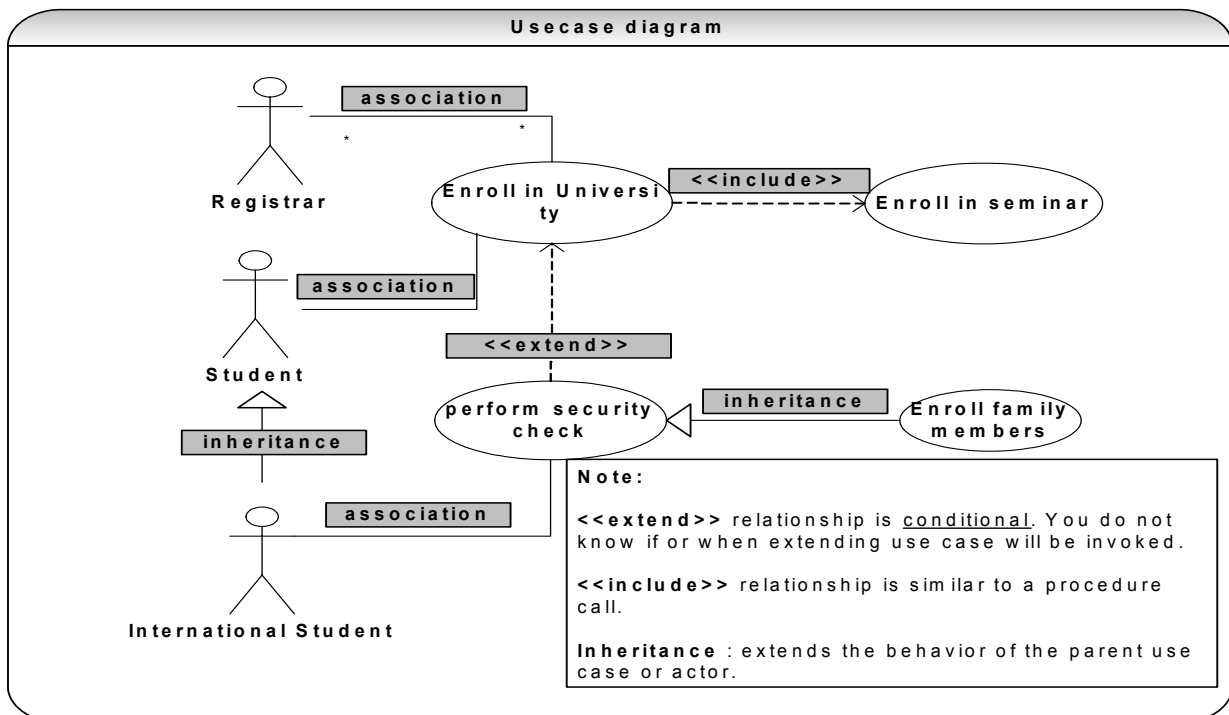 Usecase diagram
association
*
*
Registrar
Enroll in Universi
ty
<<include>>
Enroll in seminar
association
Student
<<extend>>
inheritance
perform security
check
inheritance
Enroll family
members
association
International Student
Note:
<<extend>> relationship is conditional. You do not
know if or when extending use case will be invoked.
<<include>> relationship is similar to a procedure
call.
Inheritance : extends the behavior of the parent use
case or actor.